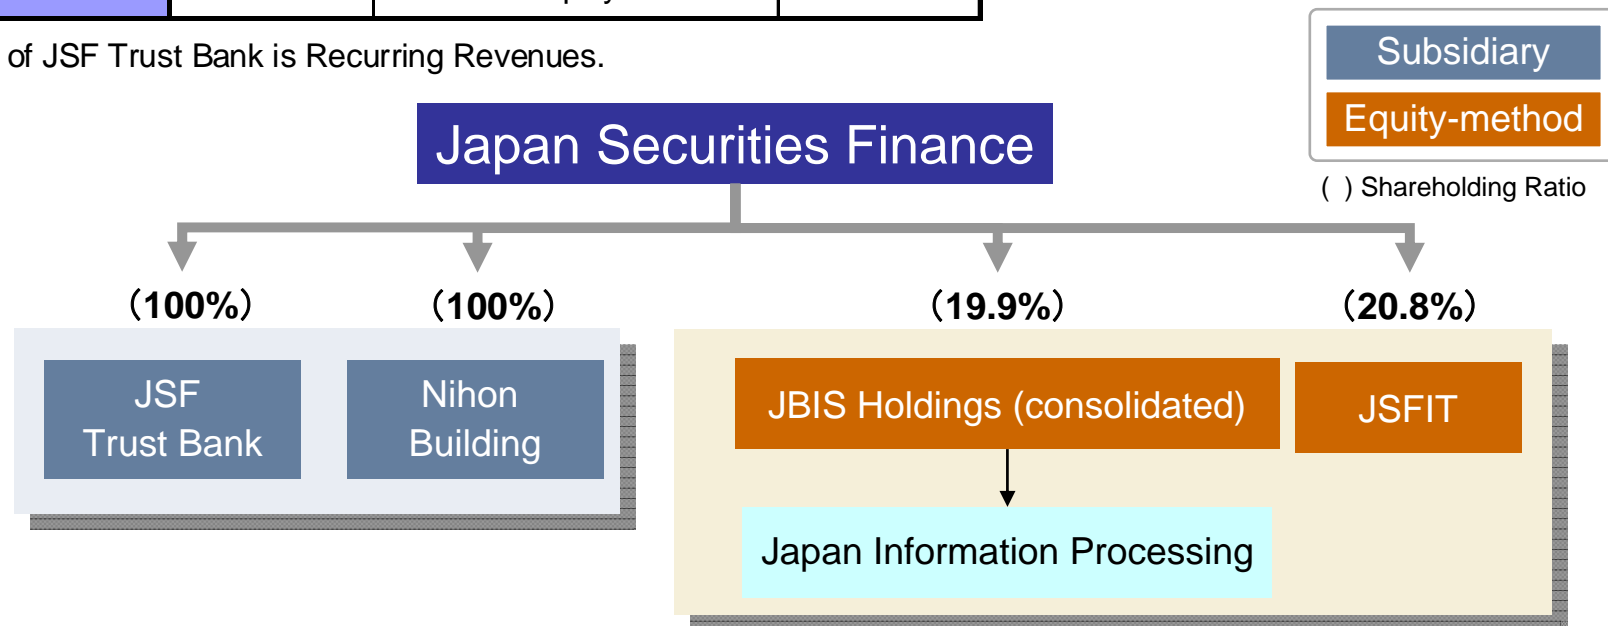 of JSF Trust Bank is Recurring Revenues.
Subsidiary
Equity-method
( ) Shareholding Ratio
Japan Securities Finance
(100%) (100%) (19.9%) (20.8%)
JSF
Trust Bank
Nihon
Building
JBIS Holdings (consolidated)
JSFIT
Japan Information Processing